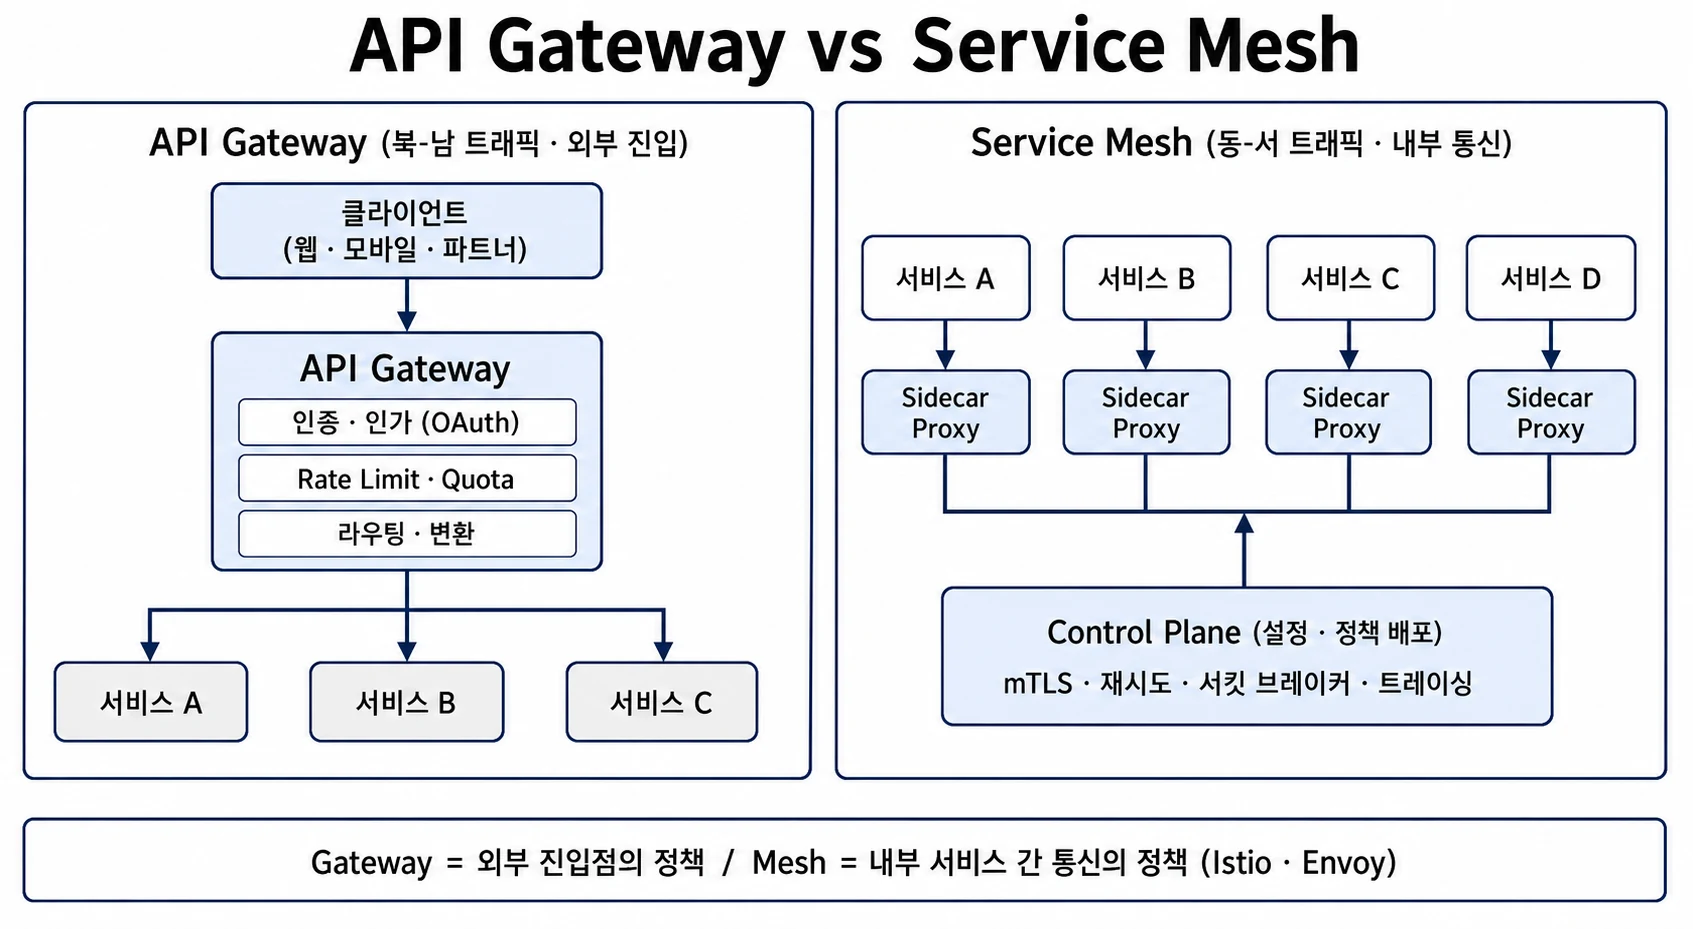 API Gateway vs Service Mesh
API Gateway (북-남 트래픽 · 외부 진입)
클라이언트
(웹 · 모바일 · 파트너)
API Gateway
인종 · 인가 (OAuth)
Rate Limit · Quota
라우팅 · 변환
서비스 A
서비스 B
서비스 C
Service Mesh (동-서 트래픽 · 내부 통신)
서비스 A
서비스 B
서비스 C
서비스 D
Sidecar
Proxy
Sidecar
Proxy
Sidecar
Proxy
Sidecar
Proxy
Control Plane (설정 · 정책 배포)
mTLS · 재시도 · 서킷 브레이커 · 트레이싱
Gateway = 외부 진입점의 정책 / Mesh = 내부 서비스 간 통신의 정책 (Istio · Envoy)